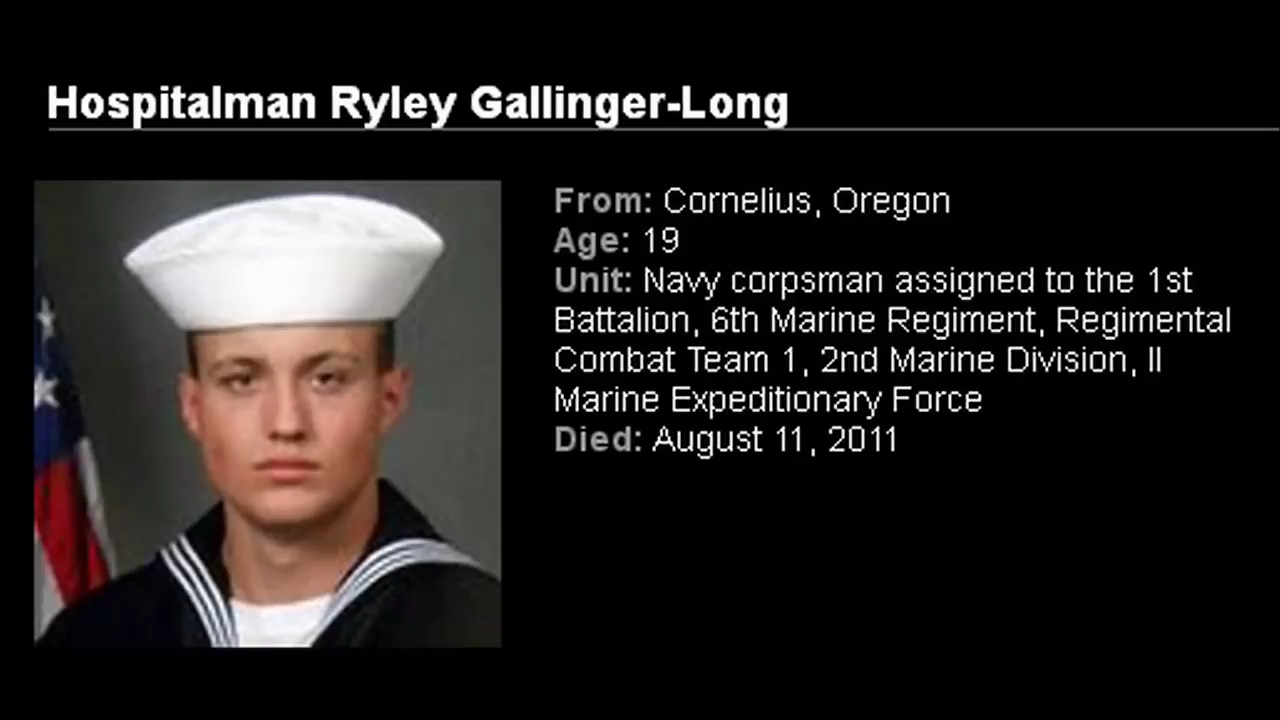 Hospitalman Ryley Gallinger-Long
From: Cornelius, Oregon
Age: 19
Unit: Navy corpsman assigned to the 1st
Battalion, 6th Marine Regiment, Regimental
Combat Team 1, 2nd Marine Division, II
Marine Expeditionary Force
Died: August 11, 2011